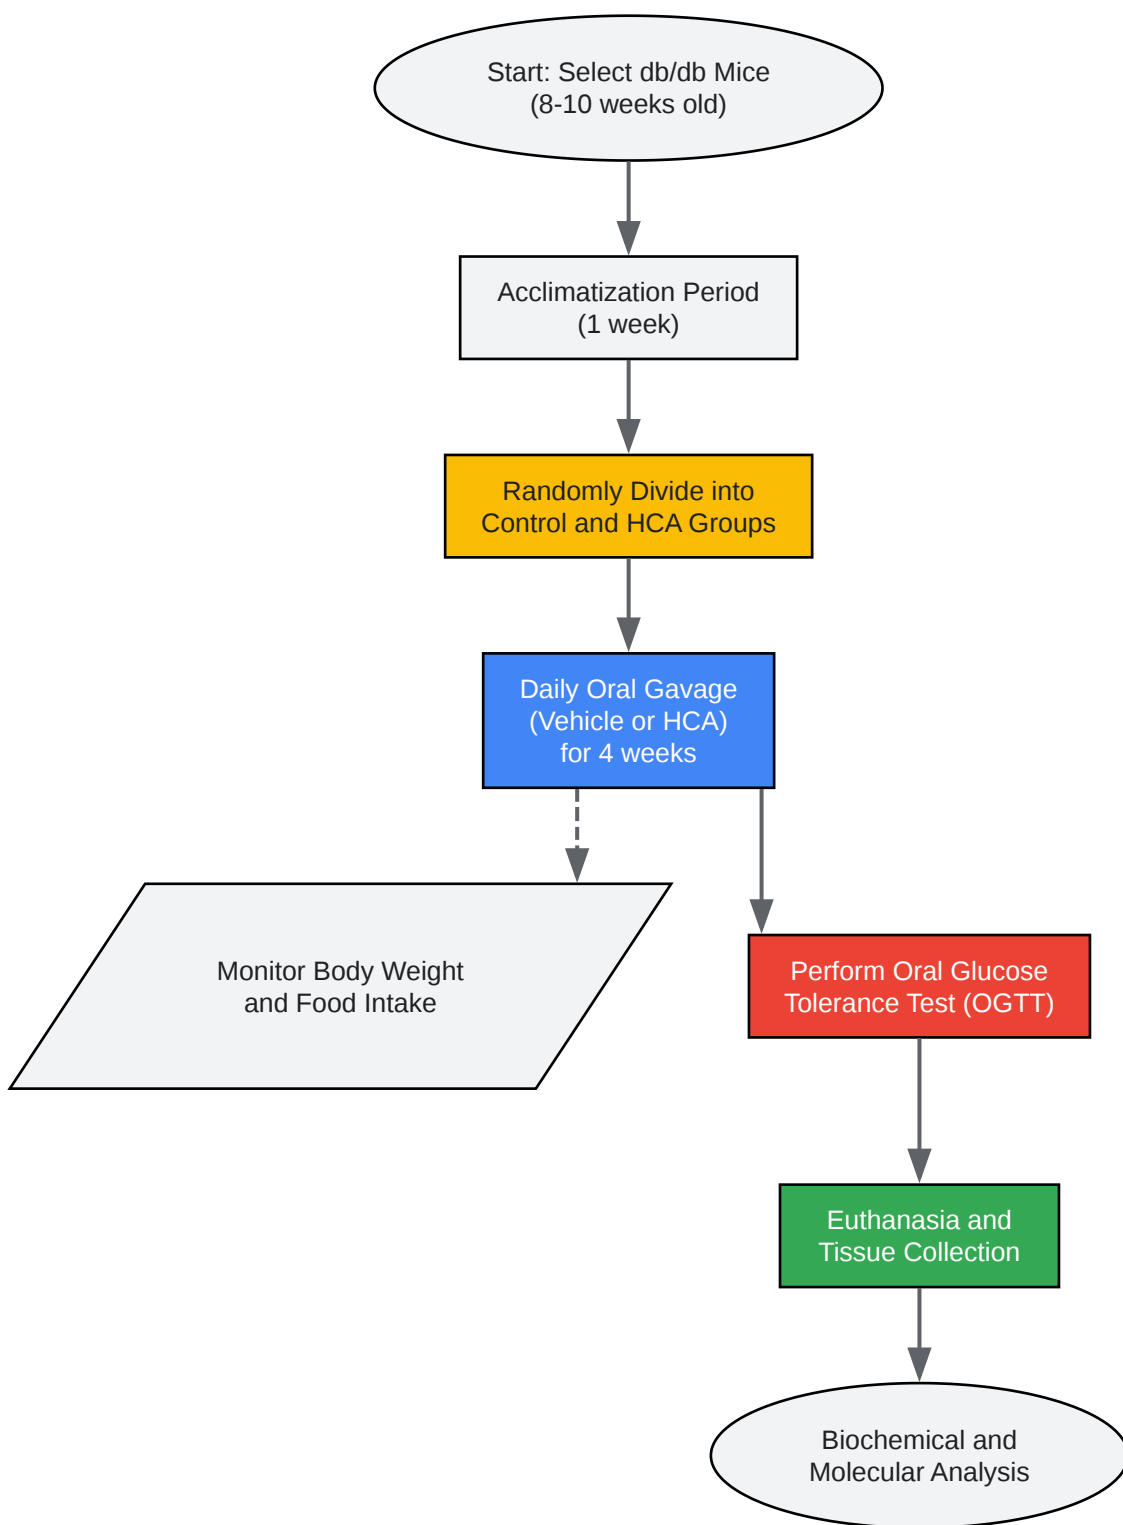 Start: Select db/db Mice
(8-10 weeks old)
Acclimatization Period
(1 week)
Randomly Divide into
Control and HCA Groups
Daily Oral Gavage
(Vehicle or HCA)
for 4 weeks
Monitor Body Weight
and Food Intake
Perform Oral Glucose
Tolerance Test (OGTT)
Euthanasia and
Tissue Collection
Biochemical and
Molecular Analysis